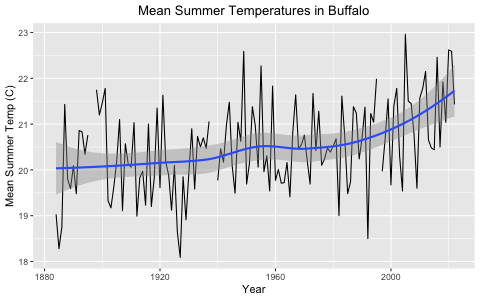 Mean Summer Temperatures in Buffalo
23
22
21
20
19
18
Mean Summer Temp (C)
1880 1920 1960 2000
Year